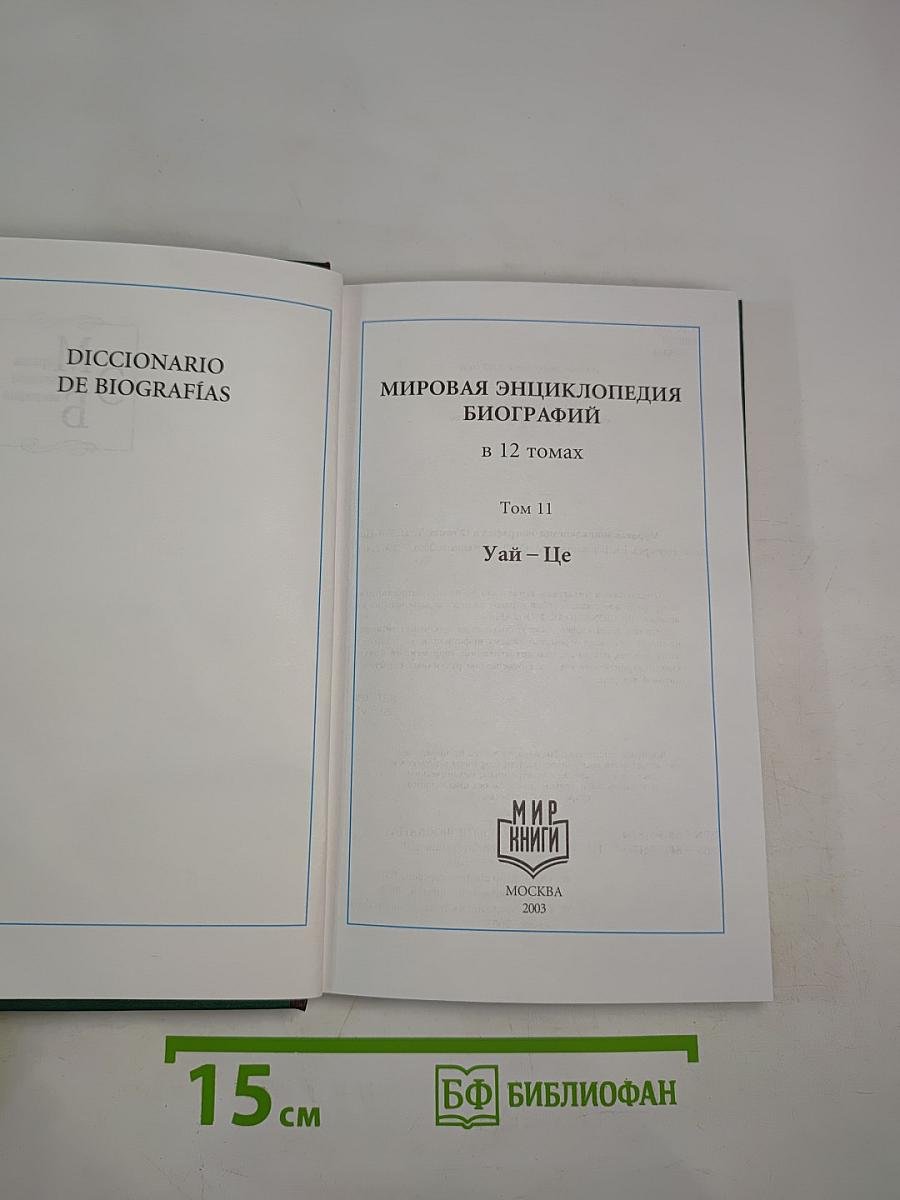 DICCIONARIO
DE BIOGRAFÍAS
МИРОВАЯ ЭНЦИКЛОПЕДИЯ
БИОГРАФИЙ
в 12 томах
Том 11
Уай – Це
МИР
КНИГИ
МОСКВА
2003
15 см
БФ БИБЛИОФАН